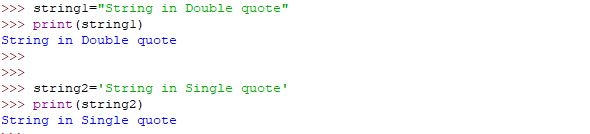 >>> string1="String in Double quote"
>>> print(string1)
String in Double quote
>>>
>>>
>>> string2='String in Single quote'
>>> print(string2)
String in Single quote